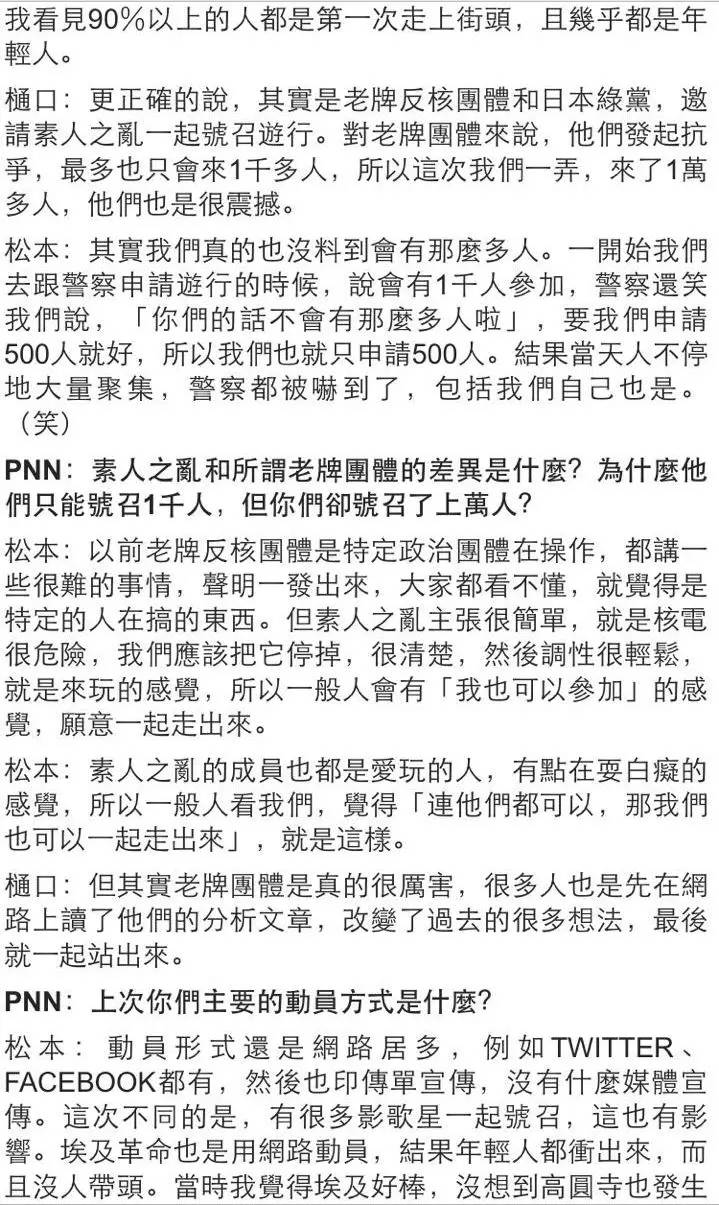 我看見90%以上的人都是第一次走上街頭，且幾乎都是年
輕人。
樋口：更正確的說，其實是老牌反核團體和日本綠黨，邀
請素人之亂一起號召遊行。對老牌團體來說，他們發起抗
爭，最多也只會來1千多人，所以這次我們一弄，來了1萬
多人，他們也是很震撼。
松本：其實我們真的也沒料到會有那麼多人。一開始我們
去跟警察申請遊行的時候，說會有1千人參加，警察還笑
我們說，「你們的話不會有那麼多人啦」，要我們申請
500人就好，所以我們也就只申請500人。結果當天人不停
地大量聚集，警察都被嚇到了，包括我們自己也是。
（笑）
PNN：素人之亂和所謂老牌團體的差異是什麼？為什麼他
們只能號召1千人，但你們卻號召了上萬人？
松本：以前老牌反核團體是特定政治團體在操作，都講一
些很難的事情，聲明一發出來，大家都看不懂，就覺得是
特定的人在搞的東西。但素人之亂主張很簡單，就是核電
很危險，我們應該把它停掉，很清楚，然後調性很輕鬆，
就是來玩的感覺，所以一般人會有「我也可以參加」的感
覺，願意一起走出來。
松本：素人之亂的成員也都是愛玩的人，有點在耍白癡的
感覺，所以一般人看我們，覺得「連他們都可以，那我們
也可以一起走出來」，就是這樣。
樋口：但其實老牌團體是真的很厲害，很多人也是先在網
路上讀了他們的分析文章，改變了過去的很多想法，最後
就一起站出來。
PNN：上次你們主要的動員方式是什麼？
松本：動員形式還是網路居多，例如TWITTER、
FACEBOOK都有，然後也印傳單宣傳，沒有什麼媒體宣
傳。這次不同的是，有很多影歌星一起號召，這也有影
響。埃及革命也是用網路動員，結果年輕人都衝出來，而
且沒人帶頭。當時我覺得埃及好棒，沒想到高圓寺也發生